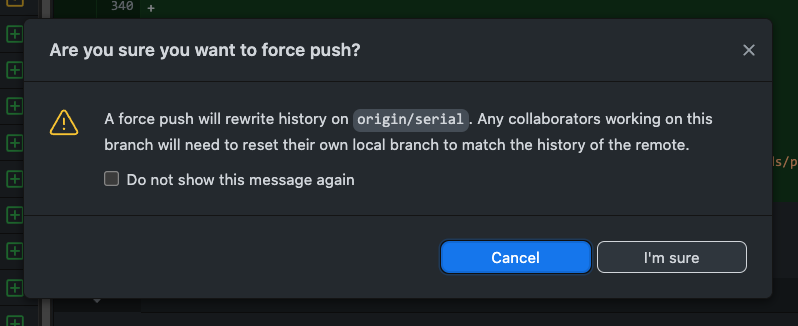 340 +
Are you sure you want to force push?
A force push will rewrite history on origin/serial. Any collaborators working on this
branch will need to reset their own local branch to match the history of the remote.
ds/p
Do not show this message again
Cancel
I'm sure